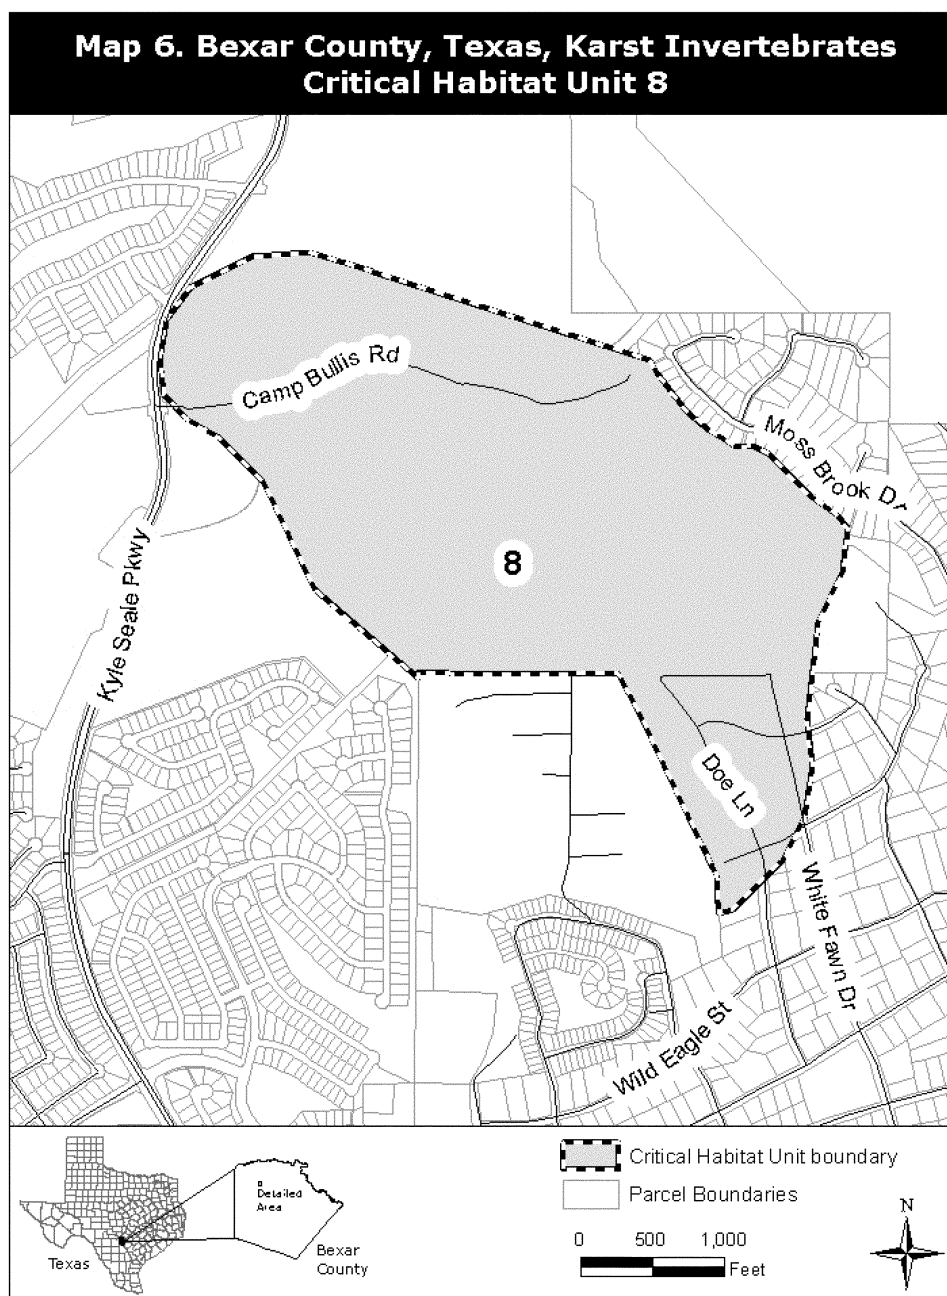 Map 6. Bexar County, Texas, Karst Invertebrates
Critical Habitat Unit 8
Camp Bullis Rd
Moss Brook Dr
8
Kyle Seale Pkwy
Doe Ln
White Fawn Dr
Wild Eagle St
Texas
Detailed
Area
Bexar
County
Critical Habitat Unit boundary
Parcel Boundaries
0 500 1,000
Feet
N